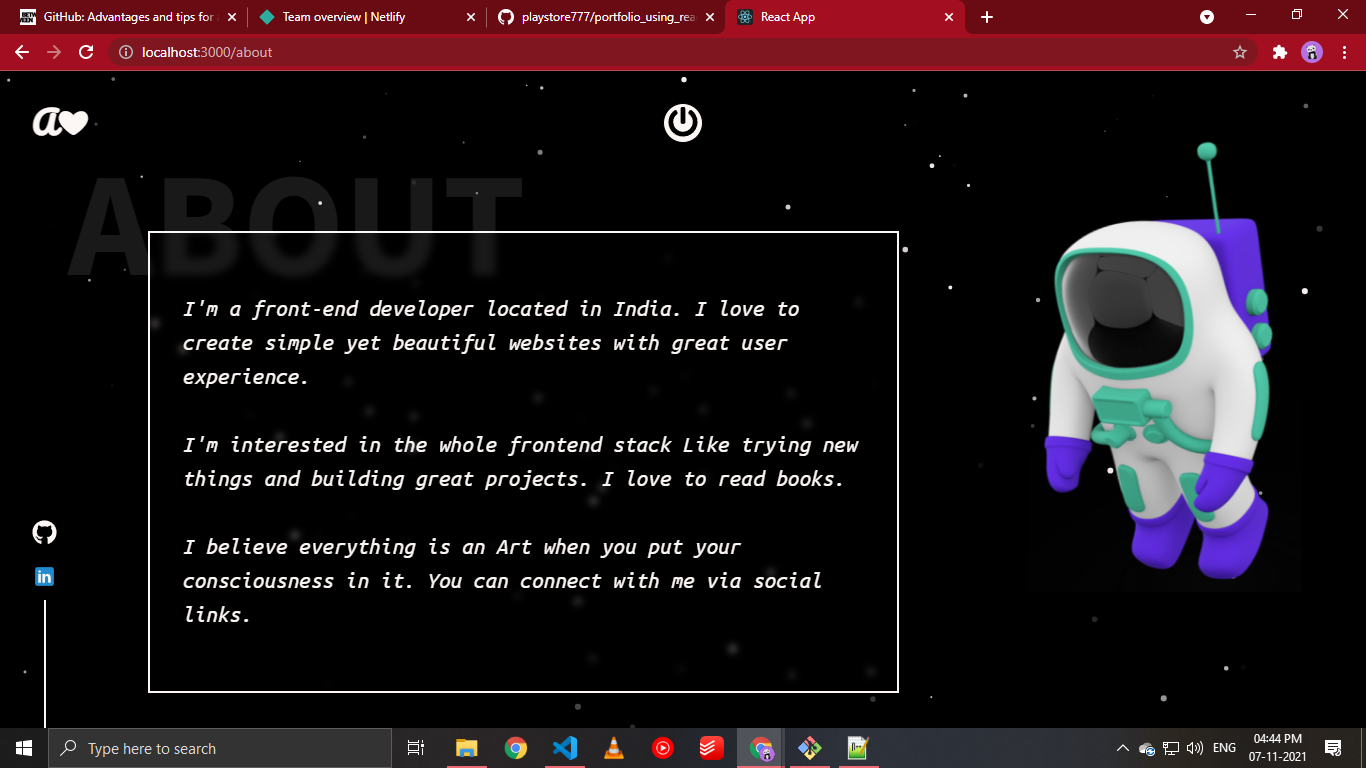 GitHub: Advantages and tips for a
Team overview | Netlify
playstore777/portfolio_using_rea
React App
localhost:3000/about
a
ABOUT
I'm a front-end developer located in India. I love to
create simple yet beautiful websites with great user
experience.
I'm interested in the whole frontend stack Like trying new
things and building great projects. I love to read books.
I believe everything is an Art when you put your
consciousness in it. You can connect with me via social
links.
in
Type here to search
ENG
04:44 PM
07-11-2021